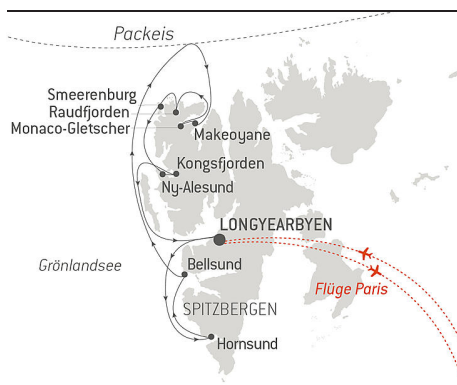 Packeis
Smeerenburg
Raudfjorden
Monaco-Gletscher
Makeoyane
Kongsfjorden
Ny-Alesund
LONGYEARBYEN
Grönlandsee
Bellsund
Flüge Paris
SPITZBERGEN
Hornsund